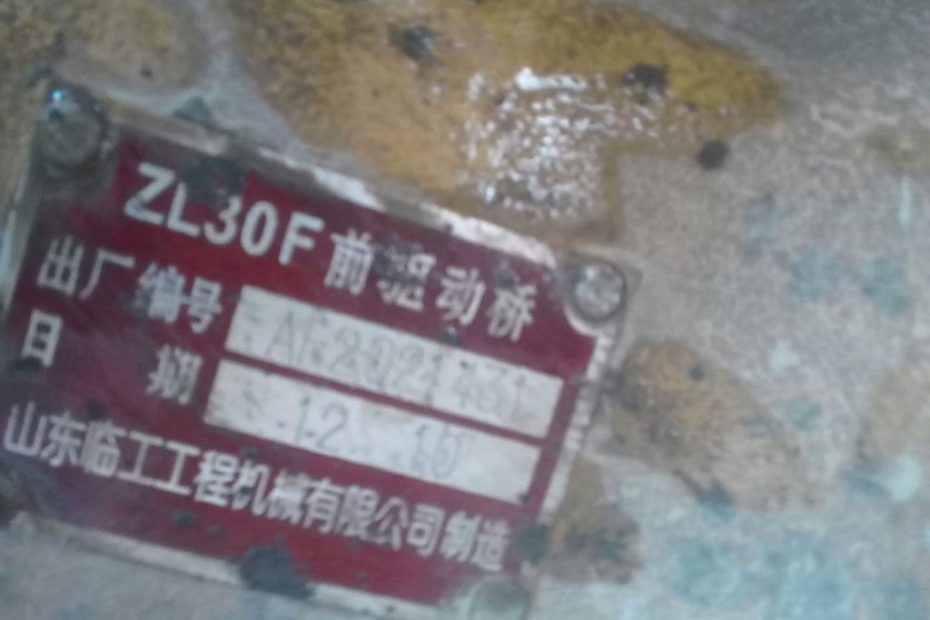 ZL30F 前驱动桥
出厂编号
日 期 12 10
山东临工工程机械有限公司制造